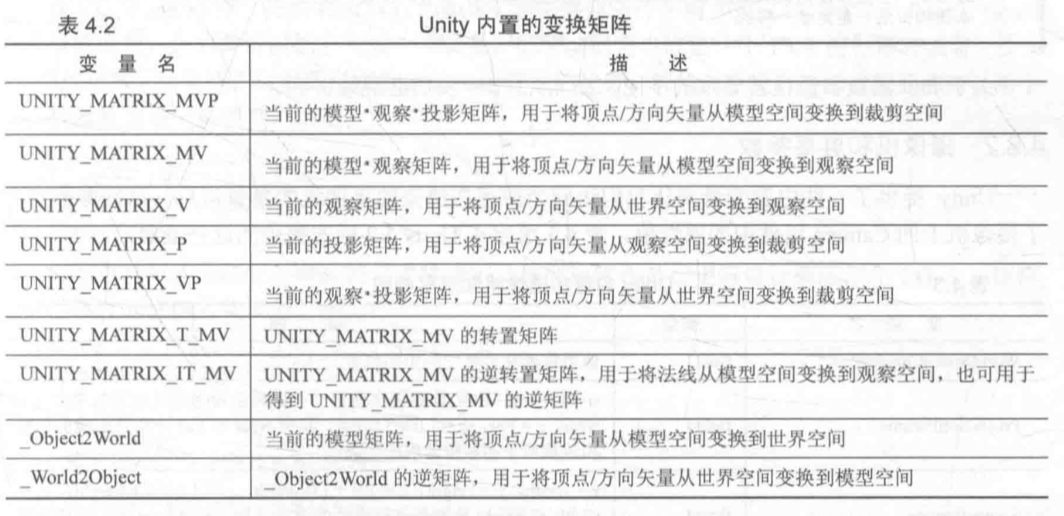 表 4.2 Unity 内置的变换矩阵
变 量 名 描 述
UNITY_MATRIX_MVP 当前的模型·观察·投影矩阵，用于将顶点/方向矢量从模型空间变换到裁剪空间
UNITY_MATRIX_MV 当前的模型·观察矩阵，用于将顶点/方向矢量从模型空间变换到观察空间
UNITY_MATRIX_V 当前的观察矩阵，用于将顶点/方向矢量从世界空间变换到观察空间
UNITY_MATRIX_P 当前的投影矩阵，用于将顶点/方向矢量从观察空间变换到裁剪空间
UNITY_MATRIX_VP 当前的观察·投影矩阵，用于将顶点/方向矢量从世界空间变换到裁剪空间
UNITY_MATRIX_T_MV UNITY_MATRIX_MV 的转置矩阵
UNITY_MATRIX_IT_MV UNITY_MATRIX_MV 的逆转置矩阵，用于将法线从模型空间变换到观察空间，也可用于
得到 UNITY_MATRIX_MV 的逆矩阵
_Object2World 当前的模型矩阵，用于将顶点/方向矢量从模型空间变换到世界空间
_World2Object _Object2World 的逆矩阵，用于将顶点/方向矢量从世界空间变换到模型空间